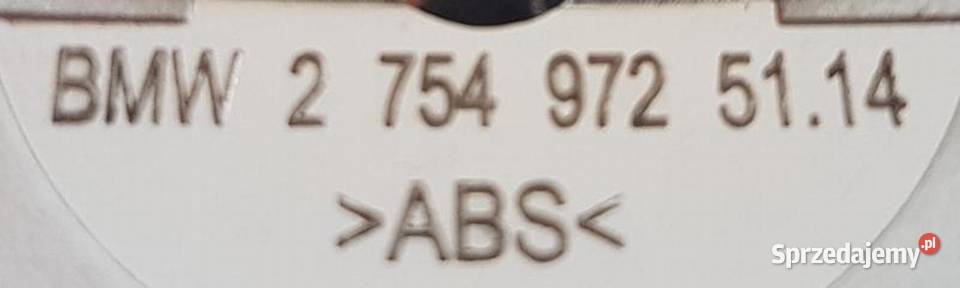 BMW 2 754 972 51.14
>ABS<
Sprzedajemy.pl